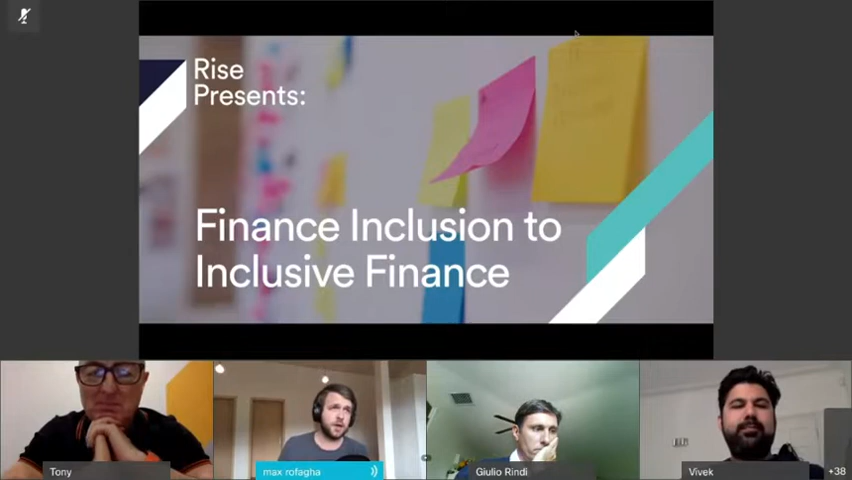 Rise
Presents:
Finance Inclusion to
Inclusive Finance
Tony
max rofagha
Giulio Rindi
Vivek
+38